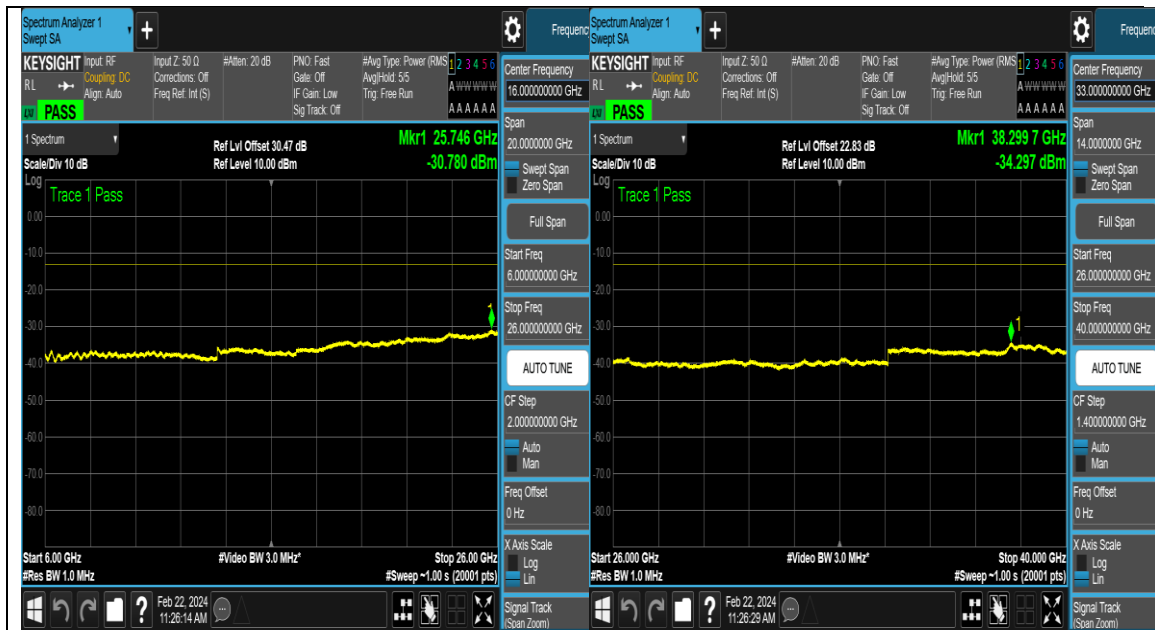 Spectrum Analyzer 1
Swept SA
+
Frequenc
KEYSIGHT
RL
LXI
PASS
Input: RF
Coupling: DC
Align: Auto
Input Z: 50 Ω
Corrections: Off
Freq Ref: Int (S)
#Atten: 20 dB
PNO: Fast
Gate: Off
IF Gain: Low
Sig Track: Off
#Avg Type: Power (RMS
Avg|Hold: 5/5
Trig: Free Run
1 2 3 4 5 6
A W W W W W
A A A A A A
1 Spectrum
Scale/Div 10 dB
Ref Lvl Offset 30.47 dB
Ref Level 10.00 dBm
Mkr1 25.746 GHz
-30.780 dBm
Log
Trace 1 Pass
0.00
-10.0
-20.0
-30.0
-40.0
-50.0
-60.0
-70.0
-80.0
1
Start 6.00 GHz
#Res BW 1.0 MHz
#Video BW 3.0 MHz*
Stop 26.00 GHz
#Sweep ~1.00 s (20001 pts)
Center Frequency
16.000000000 GHz
Span
20.0000000 GHz
Swept Span
Zero Span
Full Span
Start Freq
6.000000000 GHz
Stop Freq
26.000000000 GHz
AUTO TUNE
CF Step
2.000000000 GHz
Auto
Man
Freq Offset
0 Hz
X Axis Scale
Log
Lin
Signal Track
(Span Zoom)
?
Feb 22, 2024
11:26:14 AM
Spectrum Analyzer 1
Swept SA
+
Frequenc
KEYSIGHT
RL
LXI
PASS
Input: RF
Coupling: DC
Align: Auto
Input Z: 50 Ω
Corrections: Off
Freq Ref: Int (S)
#Atten: 20 dB
PNO: Fast
Gate: Off
IF Gain: Low
Sig Track: Off
#Avg Type: Power (RMS
Avg|Hold: 5/5
Trig: Free Run
1 2 3 4 5 6
A W W W W W
A A A A A A
1 Spectrum
Scale/Div 10 dB
Ref Lvl Offset 22.83 dB
Ref Level 10.00 dBm
Mkr1 38.299 7 GHz
-34.297 dBm
Log
Trace 1 Pass
0.00
-10.0
-20.0
-30.0
-40.0
-50.0
-60.0
-70.0
-80.0
1
Start 26.000 GHz
#Res BW 1.0 MHz
#Video BW 3.0 MHz*
Stop 40.000 GHz
#Sweep ~1.00 s (20001 pts)
Center Frequency
33.000000000 GHz
Span
14.0000000 GHz
Swept Span
Zero Span
Full Span
Start Freq
26.000000000 GHz
Stop Freq
40.000000000 GHz
AUTO TUNE
CF Step
1.400000000 GHz
Auto
Man
Freq Offset
0 Hz
X Axis Scale
Log
Lin
Signal Track
(Span Zoom)
?
Feb 22, 2024
11:26:29 AM